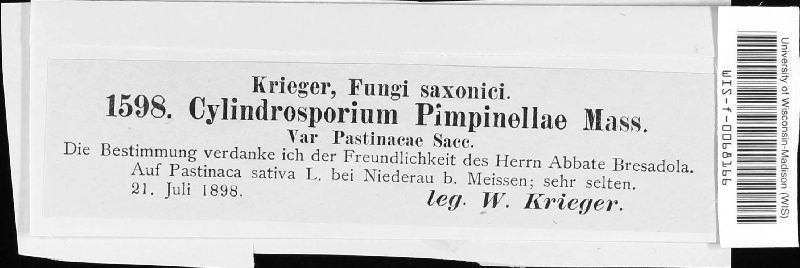 Krieger, Fungi saxonici.
1598. Cylindrosporium Pimpinellae Mass.
Var Pastinacae Sacc.
Die Bestimmung verdanke ich der Freundlichkeit des Herrn Abbate Bresadola.
Auf Pastinaca sativa L. bei Niederau b. Meissen; sehr selten.
21. Juli 1898.
leg. W. Krieger.
University of Wisconsin-Madison (WIS)
WIS-f-0068166